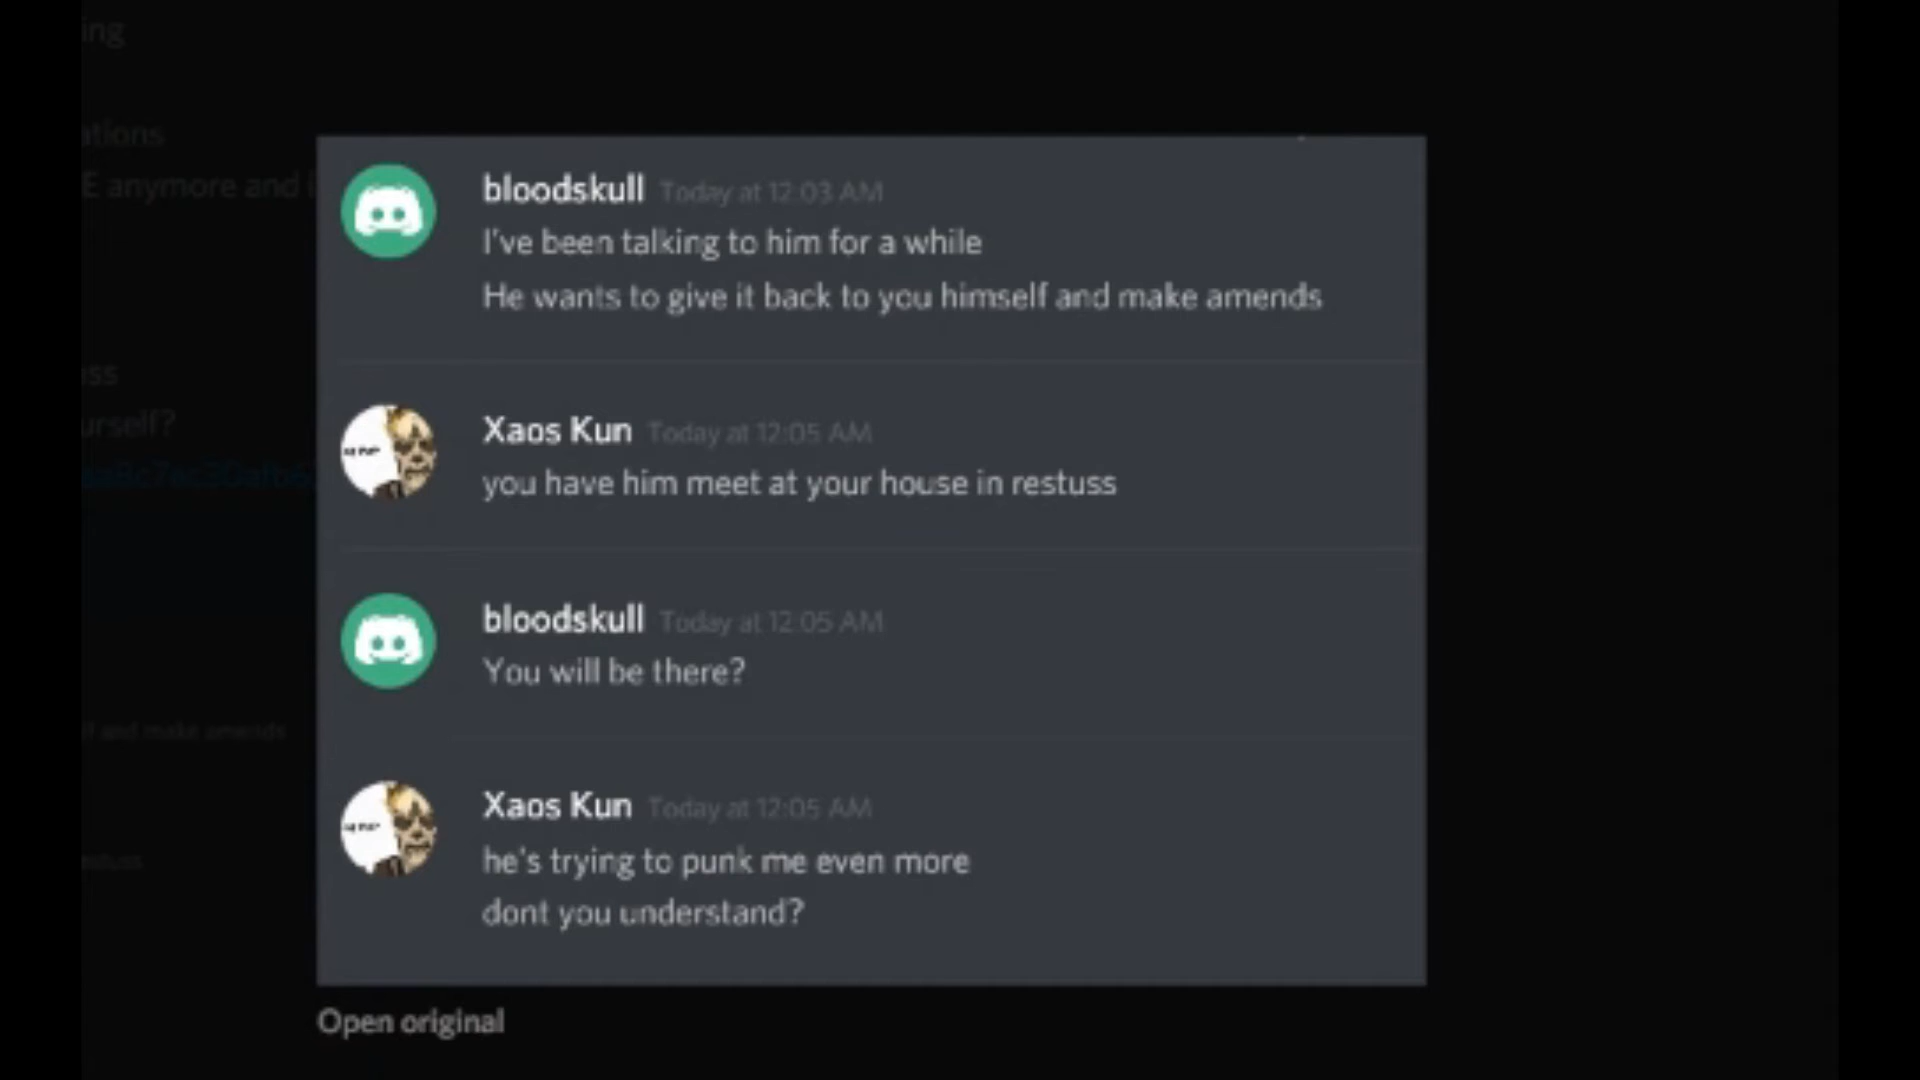 ing
ations
E anymore and i
bloodskull Today at 12:03 AM
I've been talking to him for a while
He wants to give it back to you himself and make amends
ss
urself?
Xaos Kun Today at 12:05 AM
you have him meet at your house in restuss
bloodskull Today at 12:05 AM
You will be there?
and make amends
Xaos Kun Today at 12:05 AM
he's trying to punk me even more
dont you understand?
Open original